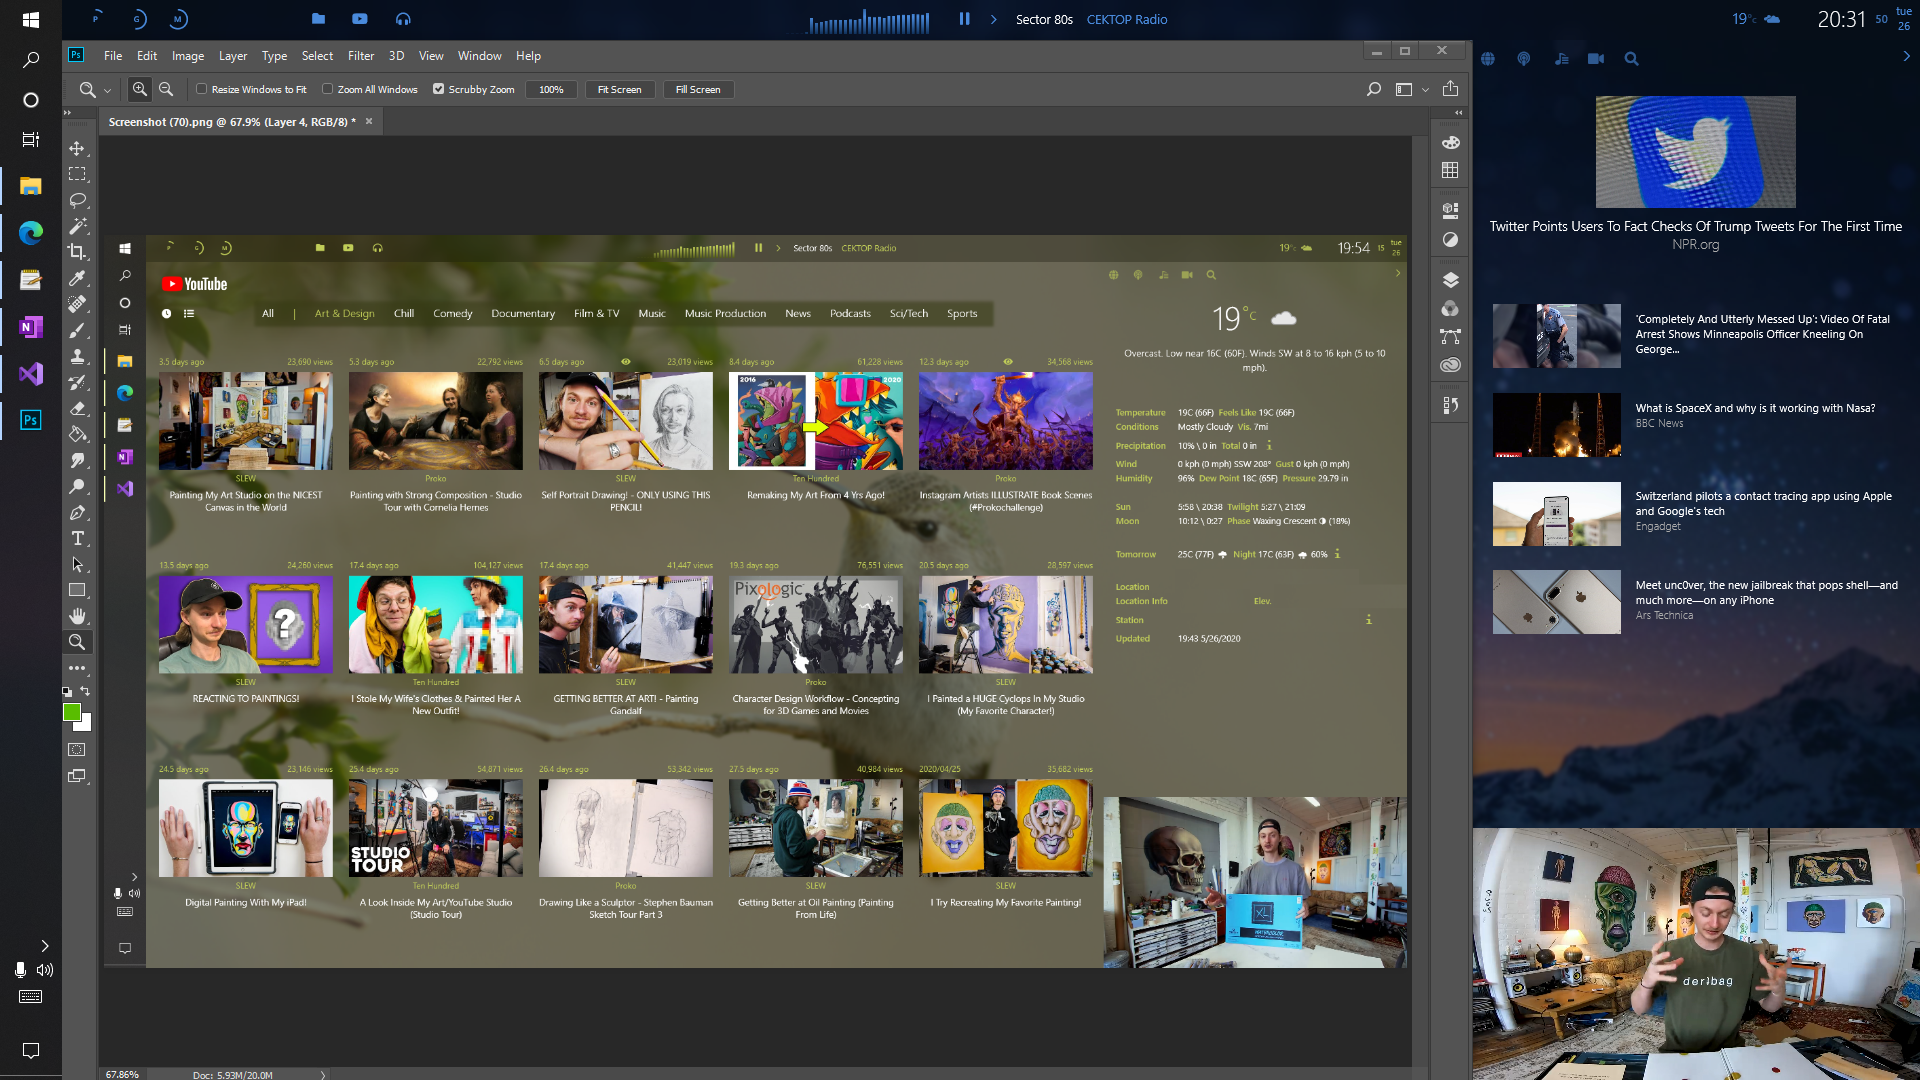 P G M Sector 80s CEKTOP Radio 19°c 20:31 50 tue 26
Ps File Edit Image Layer Type Select Filter 3D View Window Help
Resize Windows to Fit Zoom All Windows Scrubby Zoom 100% Fit Screen Fill Screen
Screenshot (70).png @ 67.9% (Layer 4, RGB/8) *
P G M Sector 80s CEKTOP Radio 19°c 19:54 15 tue 26
YouTube
All | Art & Design Chill Comedy Documentary Film & TV Music Music Production News Podcasts Sci/Tech Sports
3.5 days ago 23,690 views 5.3 days ago 22,792 views 6.5 days ago 23,019 views 8.4 days ago 61,228 views 12.3 days ago 34,568 views
2016 2020
SLEW Proko SLEW Ten Hundred Proko
Painting My Art Studio on the NICEST Canvas in the World
Painting with Strong Composition - Studio Tour with Cornelia Hernes
Self Portrait Drawing! - ONLY USING THIS PENCIL!
Remaking My Art From 4 Yrs Ago!
Instagram Artists ILLUSTRATE Book Scenes (#Prokochallenge)
13.5 days ago 24,260 views 17.4 days ago 104,127 views 17.4 days ago 41,447 views 19.3 days ago 76,551 views 20.5 days ago 28,597 views
?
Pixologic
SLEW Ten Hundred SLEW Proko SLEW
REACTING TO PAINTINGS!
I Stole My Wife's Clothes & Painted Her A New Outfit!
GETTING BETTER AT ART! - Painting Gandalf
Character Design Workflow - Concepting for 3D Games and Movies
I Painted a HUGE Cyclops In My Studio (My Favorite Character!)
24.5 days ago 23,146 views 25.4 days ago 54,871 views 26.4 days ago 53,342 views 27.5 days ago 40,984 views 2020/04/25 35,682 views
STUDIO
TOUR
SLEW Ten Hundred Proko SLEW SLEW
Digital Painting With My iPad!
A Look Inside My Art/YouTube Studio (Studio Tour)
Drawing Like a Sculptor - Stephen Bauman Sketch Tour Part 3
Getting Better at Oil Painting (Painting From Life)
I Try Recreating My Favorite Painting!
19°c
Overcast. Low near 16C (60F). Winds SW at 8 to 16 kph (5 to 10
mph).
Temperature 19C (66F) Feels Like 19C (66F)
Conditions Mostly Cloudy Vis. 7mi
Precipitation 10% \ 0 in Total 0 in i
Wind 0 kph (0 mph) SSW 208° Gust 0 kph (0 mph)
Humidity 96% Dew Point 18C (65F) Pressure 29.79 in
Sun 5:58 \ 20:38 Twilight 5:27 \ 21:09
Moon 10:12 \ 0:27 Phase Waxing Crescent (18%)
Tomorrow 25C (77F) Night 17C (63F) 60% i
Location
Location Info Elev.
Station i
Updated 19:43 5/26/2020
XL
Twitter Points Users To Fact Checks Of Trump Tweets For The First Time
NPR.org
'Completely And Utterly Messed Up': Video Of Fatal
Arrest Shows Minneapolis Officer Kneeling On
George...
What is SpaceX and why is it working with Nasa?
BBC News
Switzerland pilots a contact tracing app using Apple
and Google's tech
Engadget
Meet unc0ver, the new jailbreak that pops shell—and
much more—on any iPhone
Ars Technica
derlbag
67.86% Doc: 5.93M/20.0M